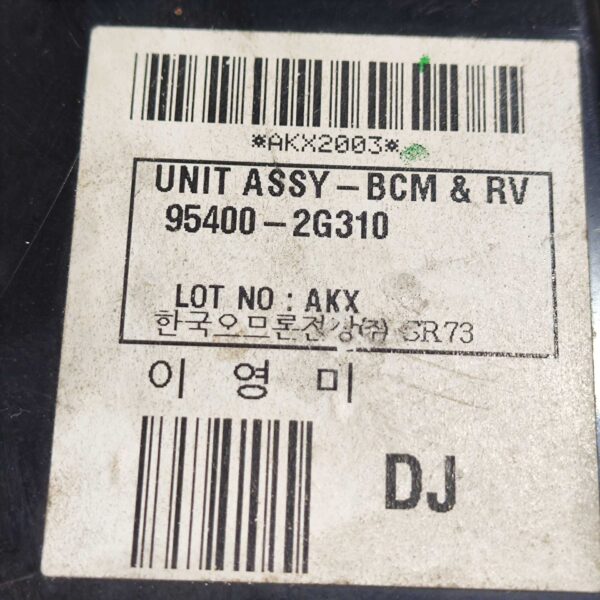 *AKX2003*
UNIT ASSY-BCM & RV
95400-2G310
LOT NO : AKX
한국오므론전장(주) SR73
이 영 미
DJ